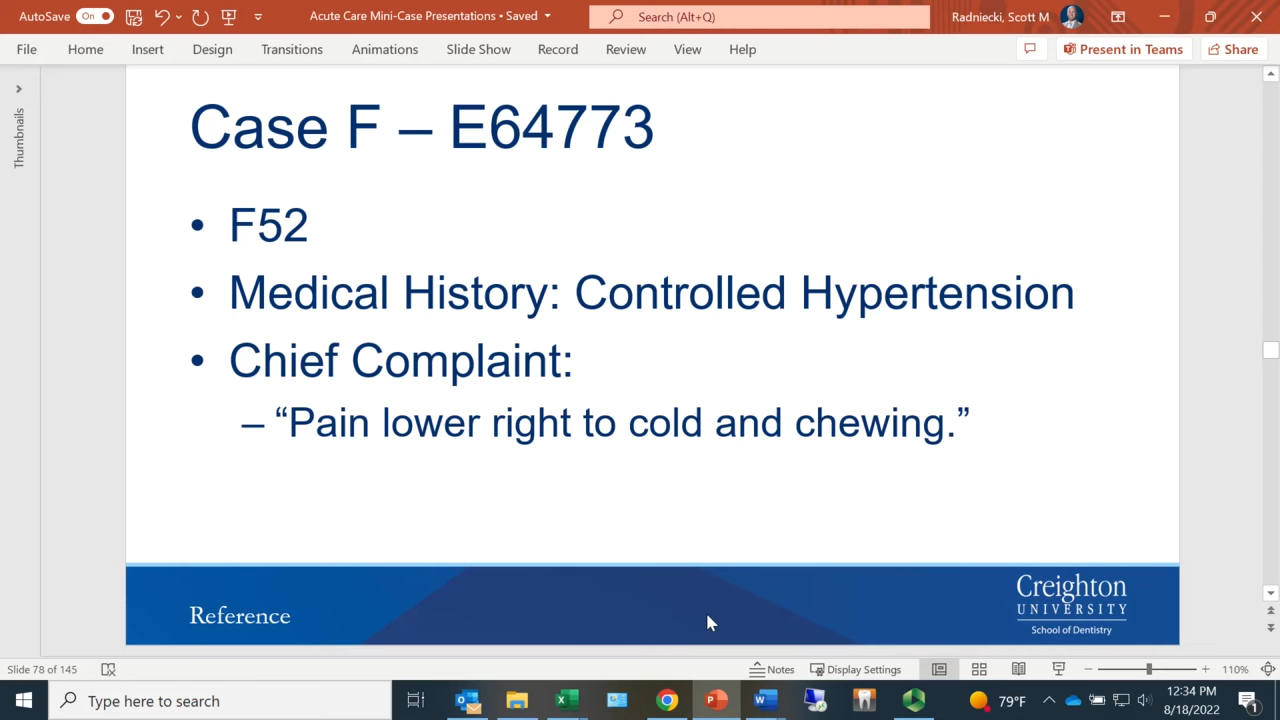 AutoSave On Acute Care Mini-Case Presentations • Saved Search (Alt+Q) Radniecki, Scott M
File Home Insert Design Transitions Animations Slide Show Record Review View Help Present in Teams Share
Thumbnails
Case F – E64773
• F52
• Medical History: Controlled Hypertension
• Chief Complaint:
– “Pain lower right to cold and chewing.”
Reference
Creighton
UNIVERSITY
School of Dentistry
Slide 78 of 145 Notes Display Settings 110%
Type here to search 79°F 12:34 PM
8/18/2022
1